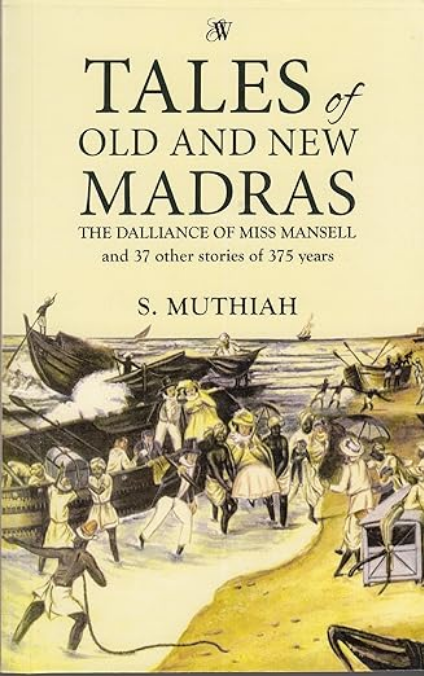 EW
TALES of
OLD AND NEW
MADRAS
THE DALLIANCE OF MISS MANSELL
and 37 other stories of 375 years
S. MUTHIAH